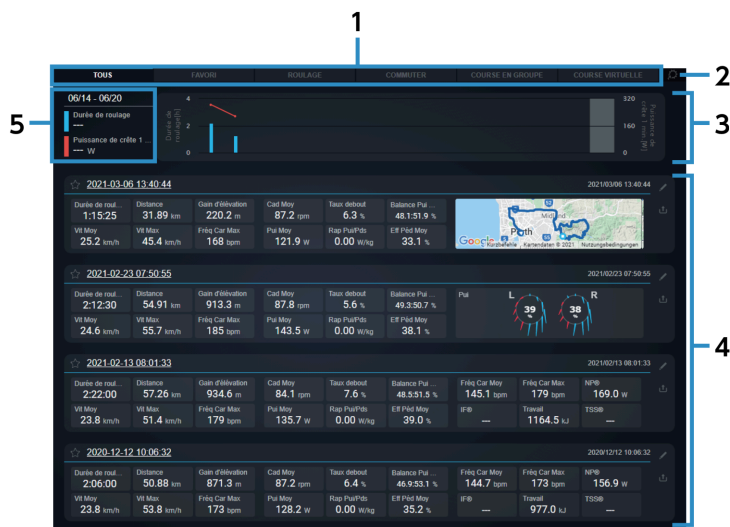 1
TOUS FAVORI ROULAGE COMMUTER COURSE EN GROUPE COURSE VIRTUELLE
2
5
06/14 - 06/20
Durée de roulage
---
Puissance de crête 1 ...
--- W
Durée de roulage[h]
4
2
0
320
160
0
Puissance de crête 1 min.[W]
3
2021-03-06 13:40:44 2021/03/06 13:40:44
Durée de roul... Distance Gain d'élévation Cad Moy Taux debout Balance Pui ...
1:15:25 31.89 km 220.2 m 87.2 rpm 6.3 % 48.1:51.9 %
Vit Moy Vit Max Fréq Car Max Pui Moy Rap Pui/Pds Eff Péd Moy
25.2 km/h 45.4 km/h 168 bpm 121.9 W 0.00 W/kg 33.1 %
Midland
Perth
Google Kurzbefehle Kartendaten © 2021 Nutzungsbedingungen
2021-02-23 07:50:55 2021/02/23 07:50:55
Durée de roul... Distance Gain d'élévation Cad Moy Taux debout Balance Pui ... Pui L R
2:12:30 54.91 km 913.3 m 87.8 rpm 5.6 % 49.3:50.7 %
39 % 38 %
Vit Moy Vit Max Fréq Car Max Pui Moy Rap Pui/Pds Eff Péd Moy
24.6 km/h 55.7 km/h 185 bpm 143.5 W 0.00 W/kg 38.1 %
4
2021-02-13 08:01:33 2021/02/13 08:01:33
Durée de roul... Distance Gain d'élévation Cad Moy Taux debout Balance Pui ... Fréq Car Moy Fréq Car Max NP®
2:22:00 57.26 km 934.6 m 84.1 rpm 7.6 % 48.5:51.5 % 145.1 bpm 179 bpm 169.0 W
Vit Moy Vit Max Fréq Car Max Pui Moy Rap Pui/Pds Eff Péd Moy IF® Travail TSS®
23.8 km/h 51.4 km/h 179 bpm 135.7 W 0.00 W/kg 39.0 % --- 1164.5 kJ ---
2020-12-12 10:06:32 2020/12/12 10:06:32
Durée de roul... Distance Gain d'élévation Cad Moy Taux debout Balance Pui ... Fréq Car Moy Fréq Car Max NP®
2:06:00 50.88 km 871.3 m 87.2 rpm 6.4 % 46.9:53.1 % 144.7 bpm 173 bpm 156.9 W
Vit Moy Vit Max Fréq Car Max Pui Moy Rap Pui/Pds Eff Péd Moy IF® Travail TSS®
23.8 km/h 53.8 km/h 173 bpm 128.2 W 0.00 W/kg 35.2 % --- 977.0 kJ ---